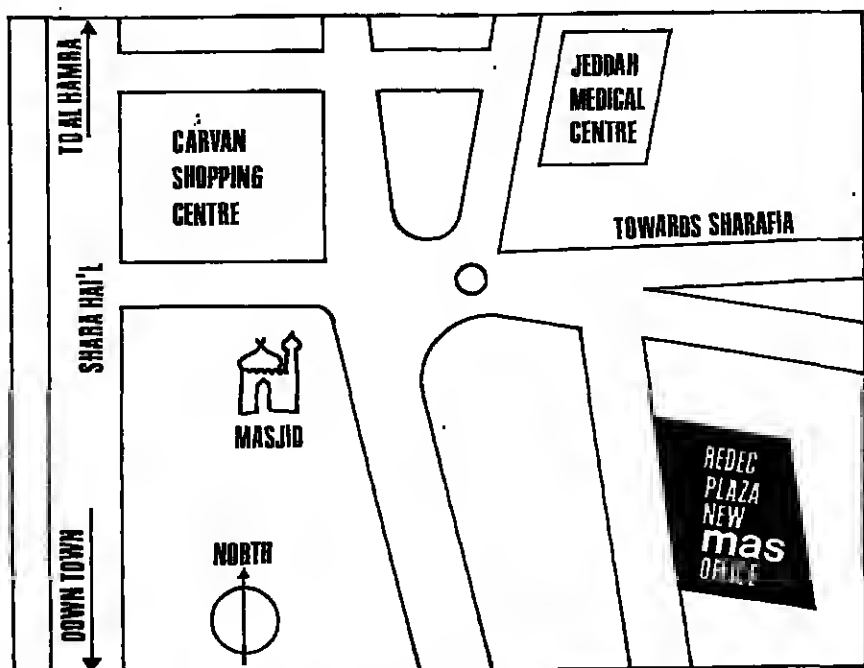 TO AL HAMRA
CARVAN
SHOPPING
CENTRE
JEDDAH
MEDICAL
CENTRE
TOWARDS SHARAFIA
SHARA HAI'L
MASJID
REDEC
PLAZA
NEW
mas
OFFICE
NORTH
DOWN TOWN